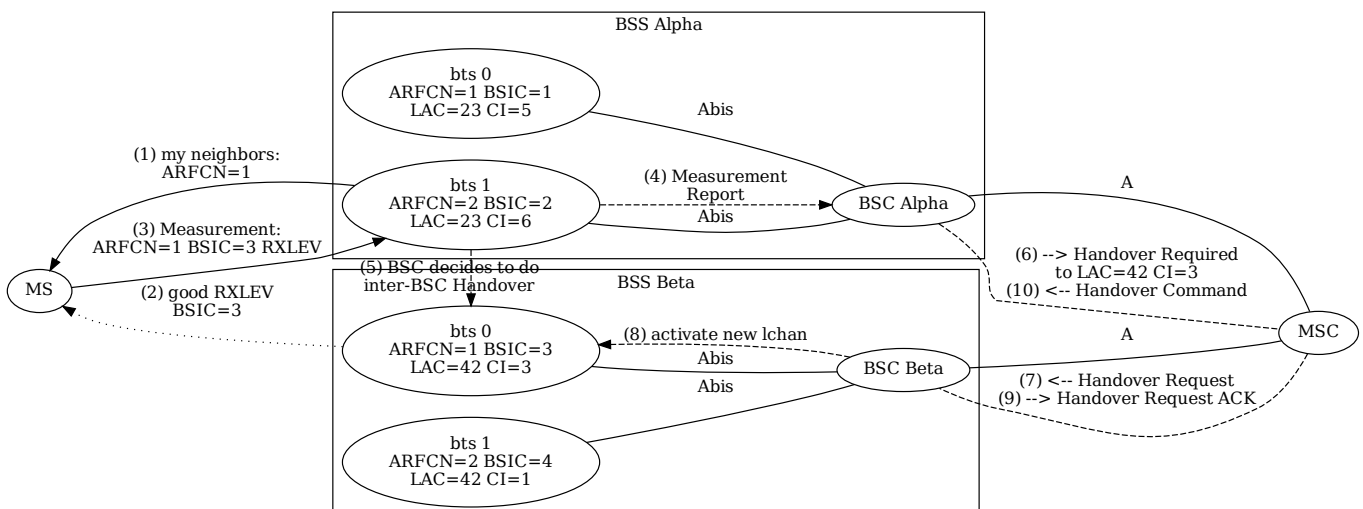 BSS Alpha
bts 0
ARFCN=1 BSIC=1
LAC=23 CI=5
Abis
(1) my neighbors:
ARFCN=1
bts 1
ARFCN=2 BSIC=2
LAC=23 CI=6
(4) Measurement
Report
Abis
BSC Alpha
A
(3) Measurement:
ARFCN=1 BSIC=3 RXLEV
(5) BSC decides to do
inter-BSC Handover
(6) --> Handover Required
to LAC=42 CI=3
(10) <-- Handover Command
MS
(2) good RXLEV
BSIC=3
BSS Beta
bts 0
ARFCN=1 BSIC=3
LAC=42 CI=3
(8) activate new lchan
Abis
Abis
BSC Beta
A
MSC
(7) <-- Handover Request
(9) --> Handover Request ACK
bts 1
ARFCN=2 BSIC=4
LAC=42 CI=1